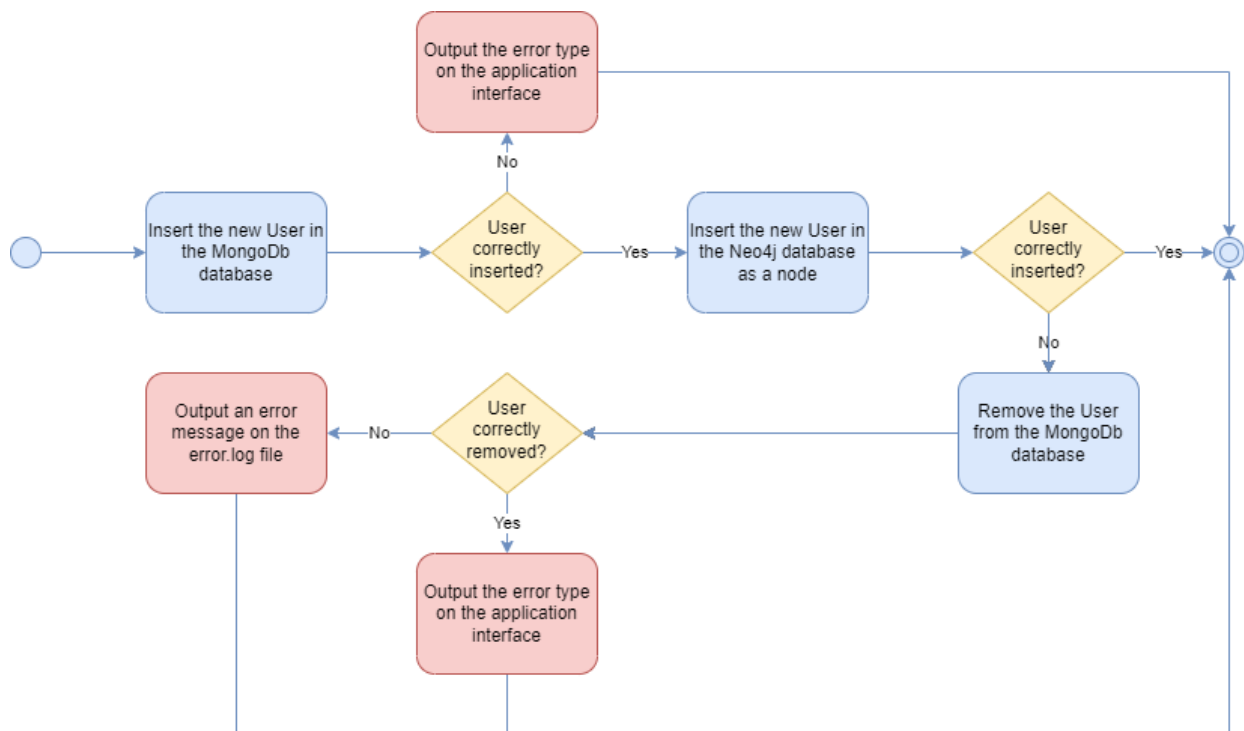 Output the error type
on the application
interface
No
Insert the new User in
the MongoDb
database
User
correctly
inserted?
Yes
Insert the new User in
the Neo4j database
as a node
User
correctly
inserted?
Yes
No
Output an error
message on the
error.log file
No
User
correctly
removed?
Remove the User
from the MongoDb
database
Yes
Output the error type
on the application
interface